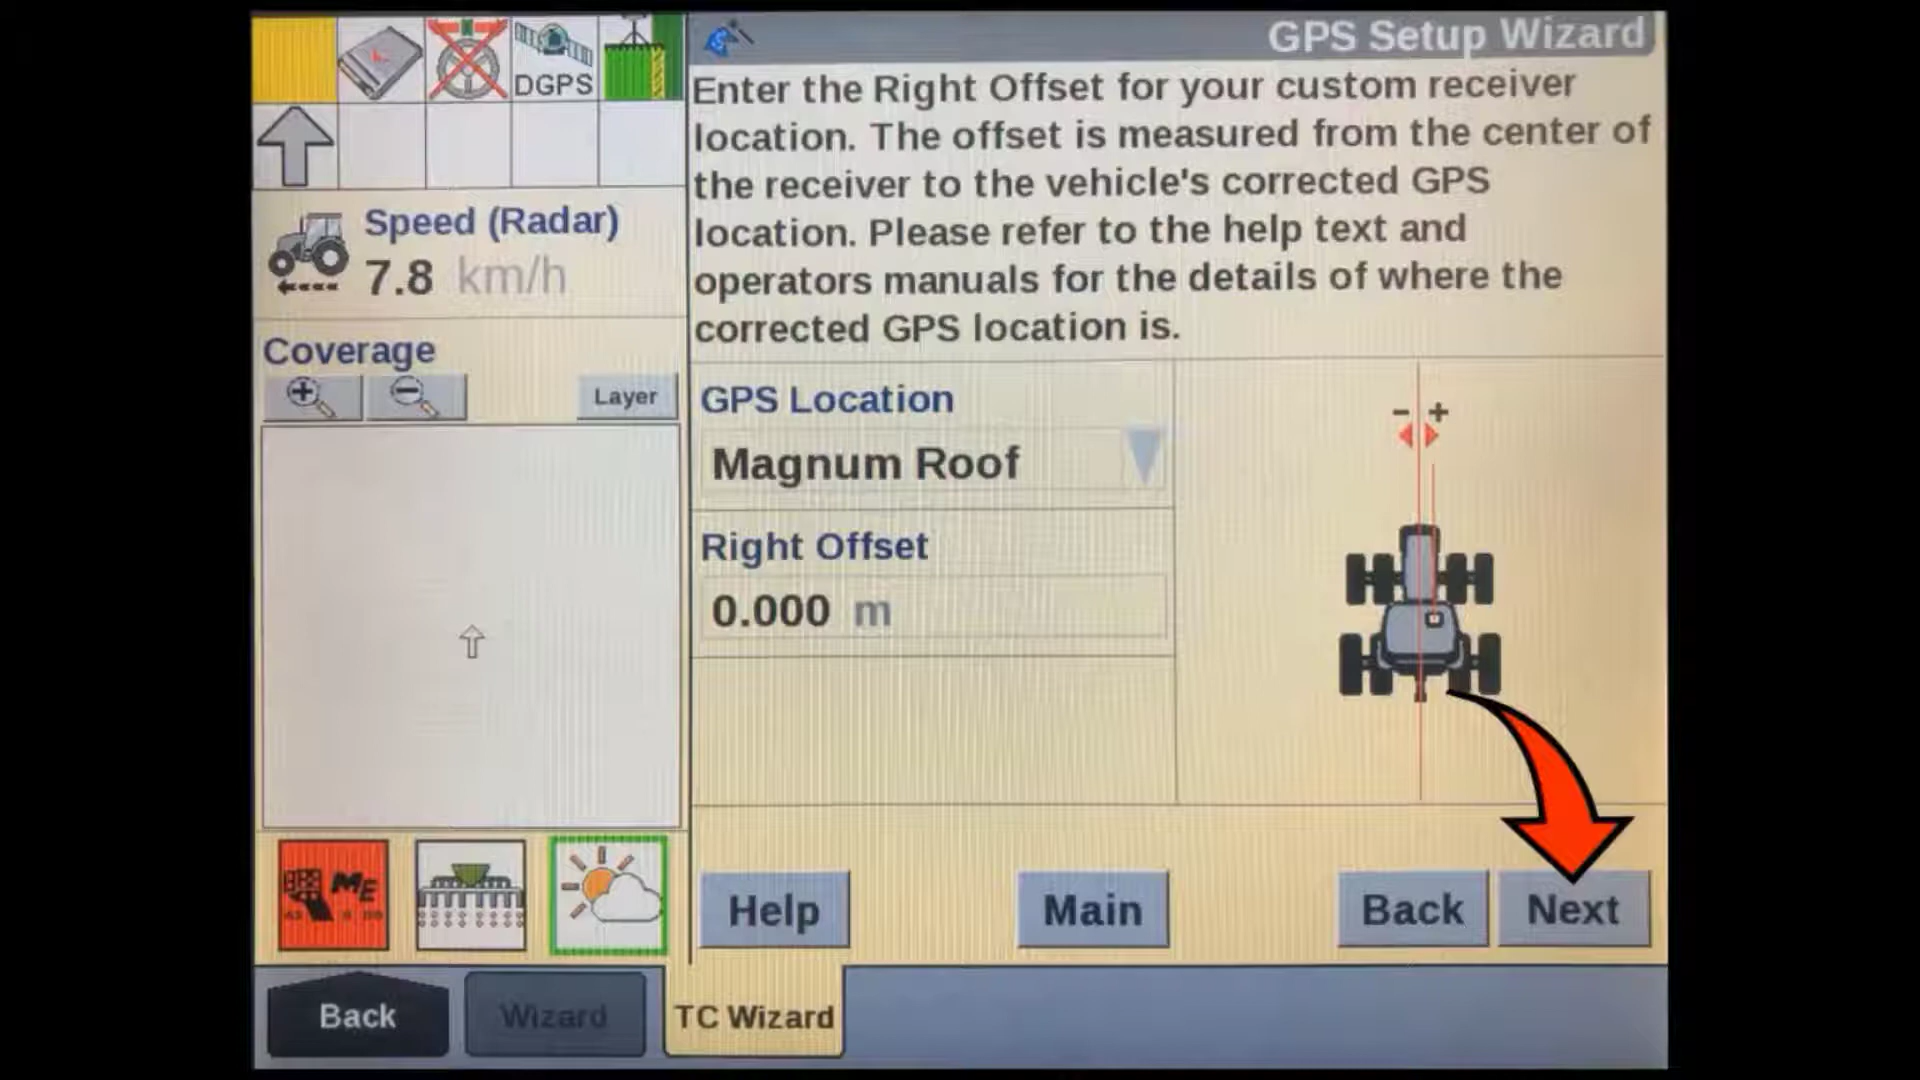 GPS Setup Wizard
DGPS
Enter the Right Offset for your custom receiver
location. The offset is measured from the center of
the receiver to the vehicle's corrected GPS
location. Please refer to the help text and
operators manuals for the details of where the
corrected GPS location is.
Speed (Radar)
7.8 km/h
Coverage
Layer
GPS Location
Magnum Roof
Right Offset
0.000 m
- +
ME
Help
Main
Back
Next
Back
Wizard
TC Wizard